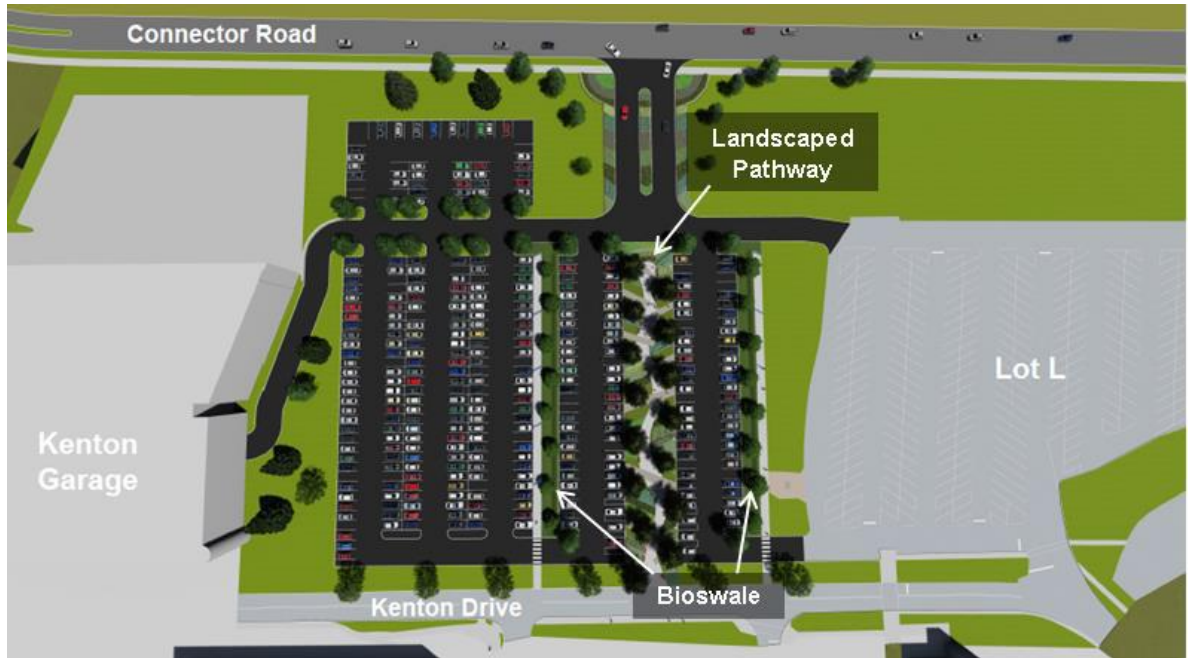 Connector Road
Landscaped
Pathway
Lot L
Kenton
Garage
Bioswale
Kenton Drive